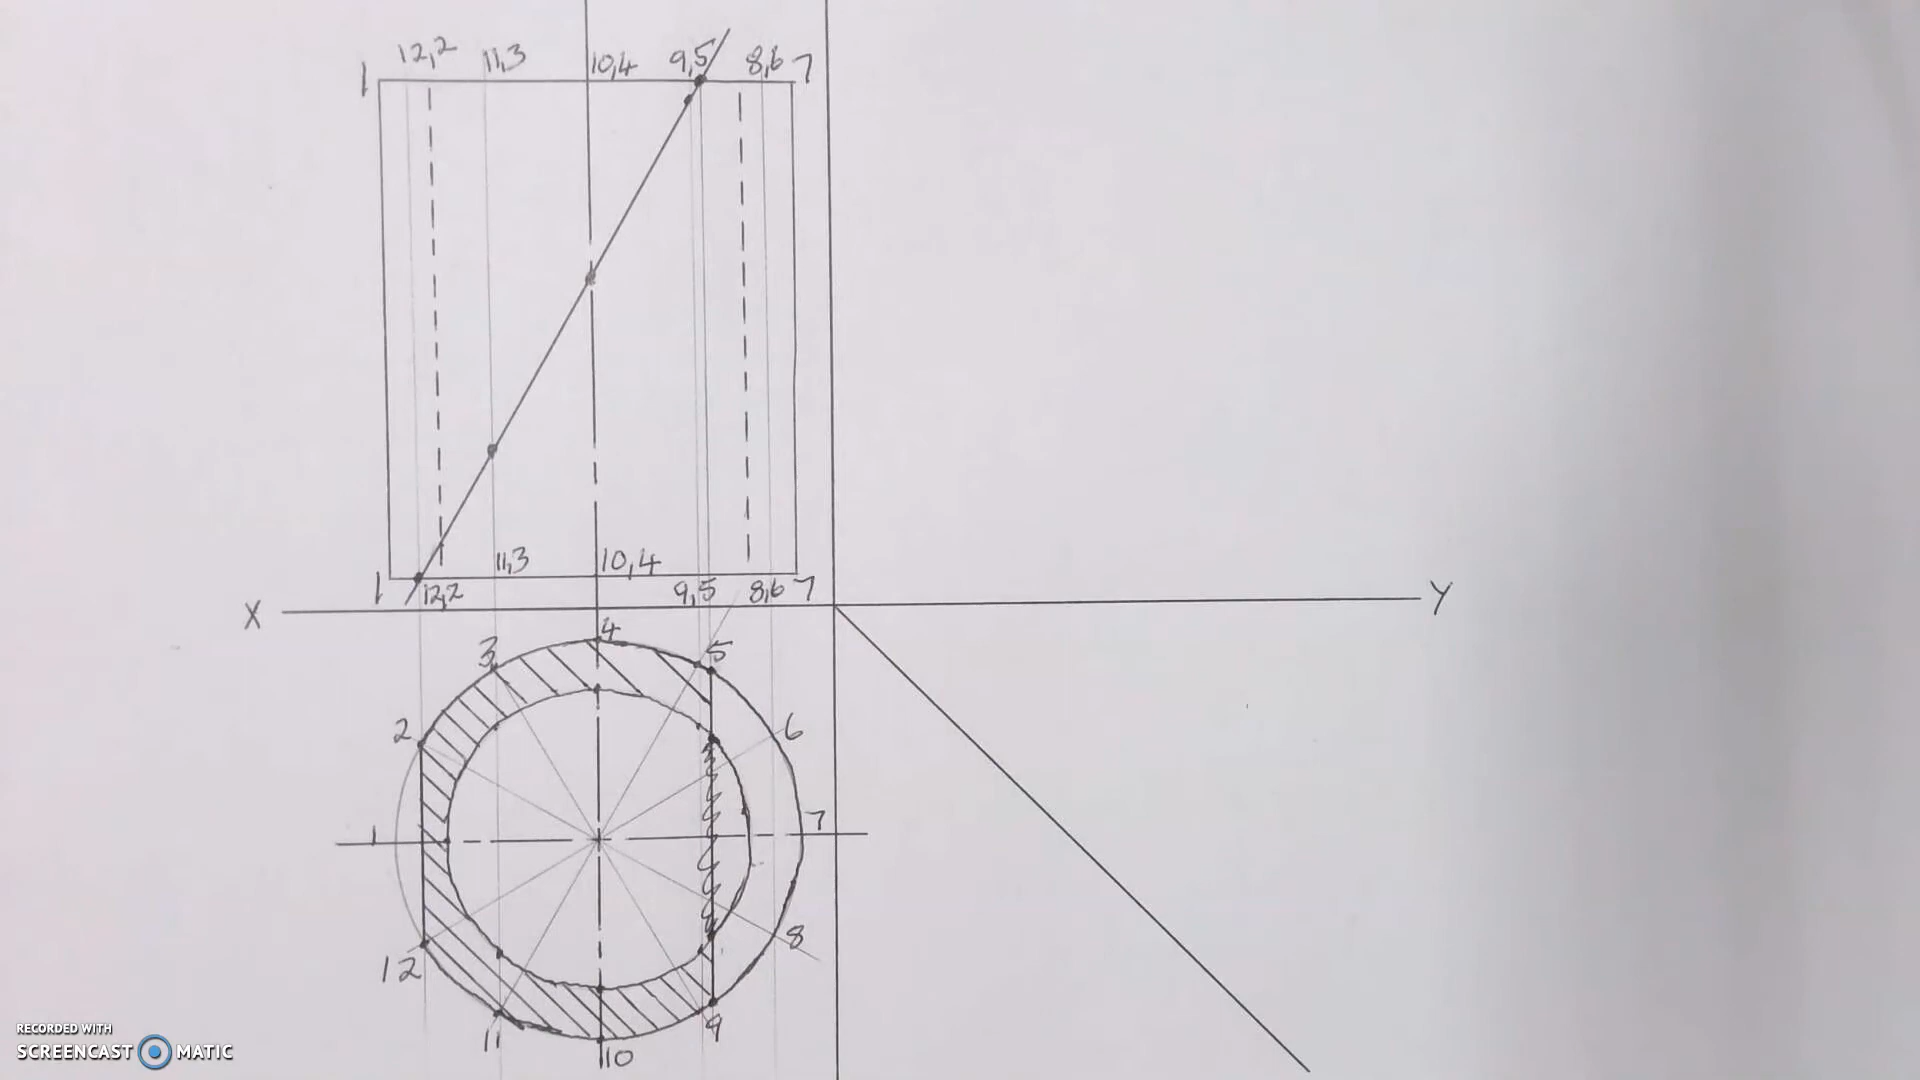 12,2 11,3 10,4 9,5 8,6
1 7
11,3 10,4
1 12,2 9,5 8,6 7
X Y
4
3 5
2 6
1 7
12 8
11 9
10
RECORDED WITH
SCREENCAST MATIC